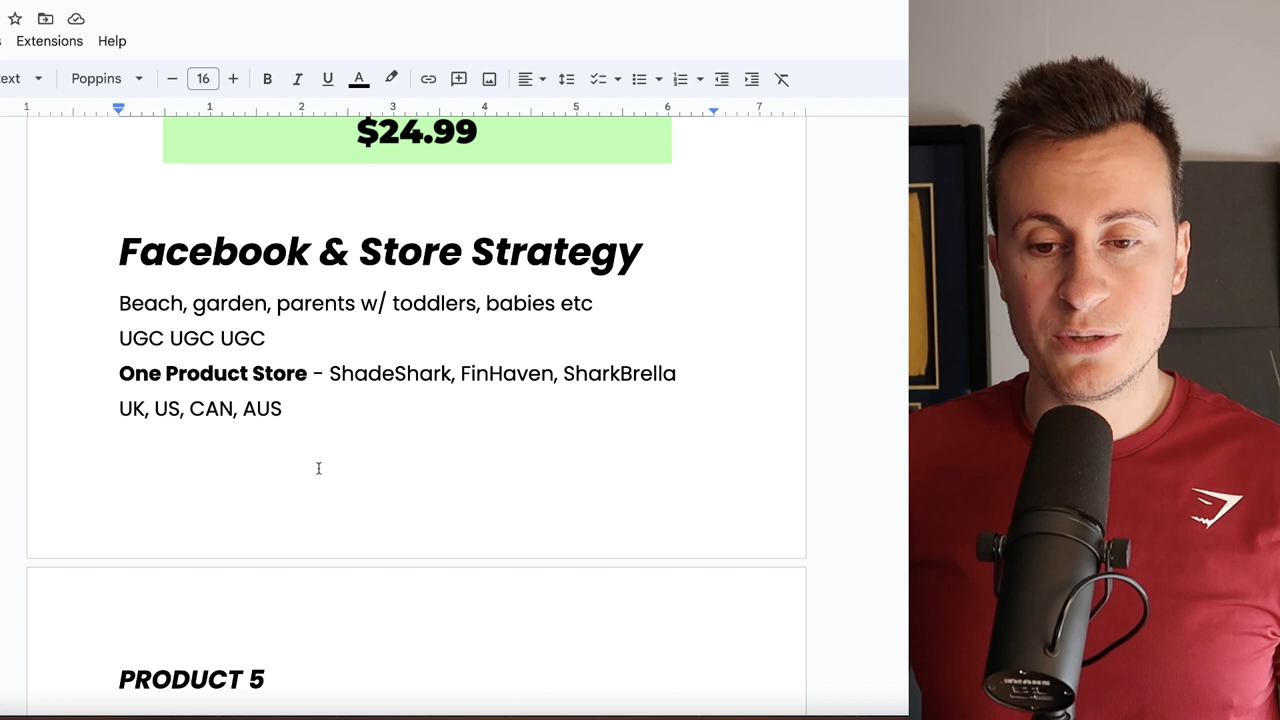 Extensions Help
ext Poppins 16 B I U A
1 1 2 3 4 5 6 7
$24.99
Facebook & Store Strategy
Beach, garden, parents w/ toddlers, babies etc
UGC UGC UGC
One Product Store - ShadeShark, FinHaven, SharkBrella
UK, US, CAN, AUS
PRODUCT 5